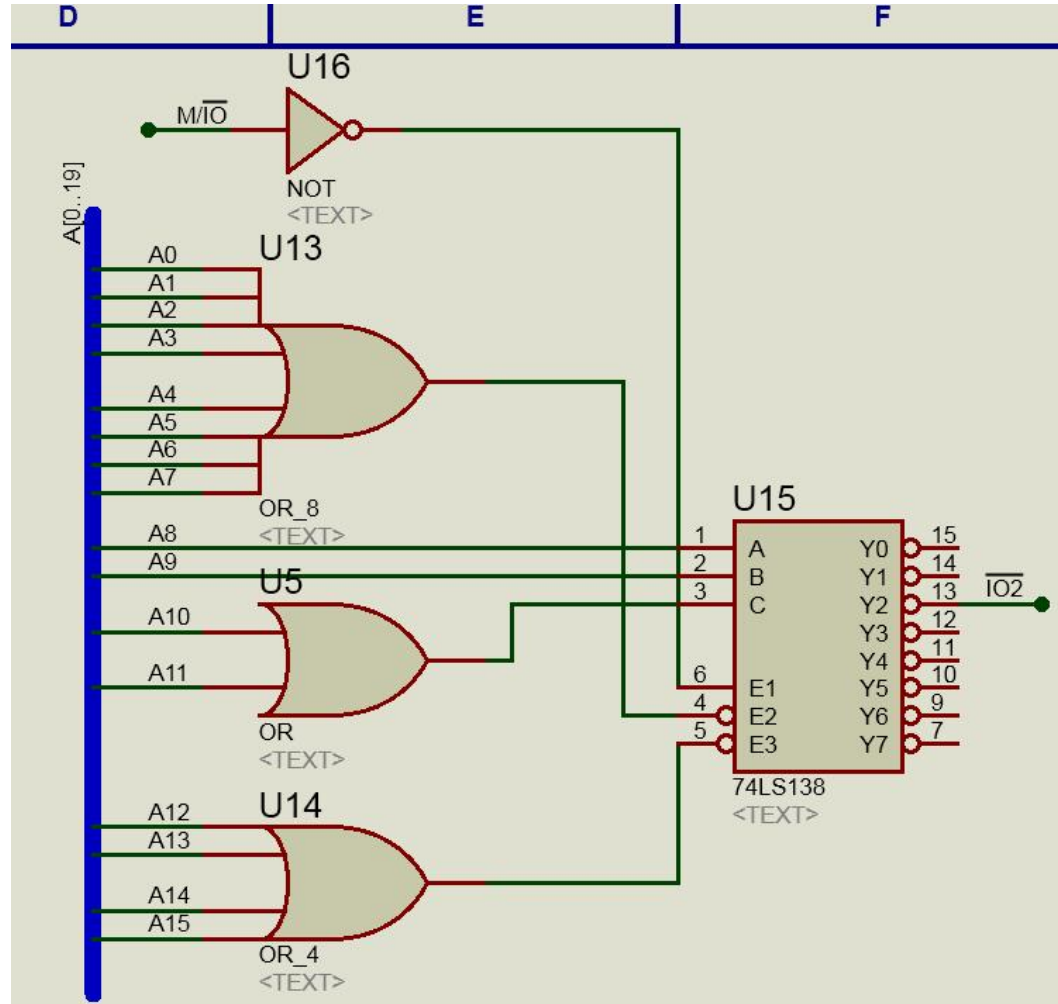 D E F
U16
M/I̅O̅
NOT
<TEXT>
A[0..19]
U13
A0
A1
A2
A3
A4
A5
A6
A7
OR_8
<TEXT>
A8
A9
U5
A10
A11
OR
<TEXT>
U14
A12
A13
A14
A15
OR_4
<TEXT>
U15
1 A Y0 15
2 B Y1 14
3 C Y2 13 I̅O̅2̅
Y3 12
Y4 11
6 E1 Y5 10
4 E2 Y6 9
5 E3 Y7 7
74LS138
<TEXT>